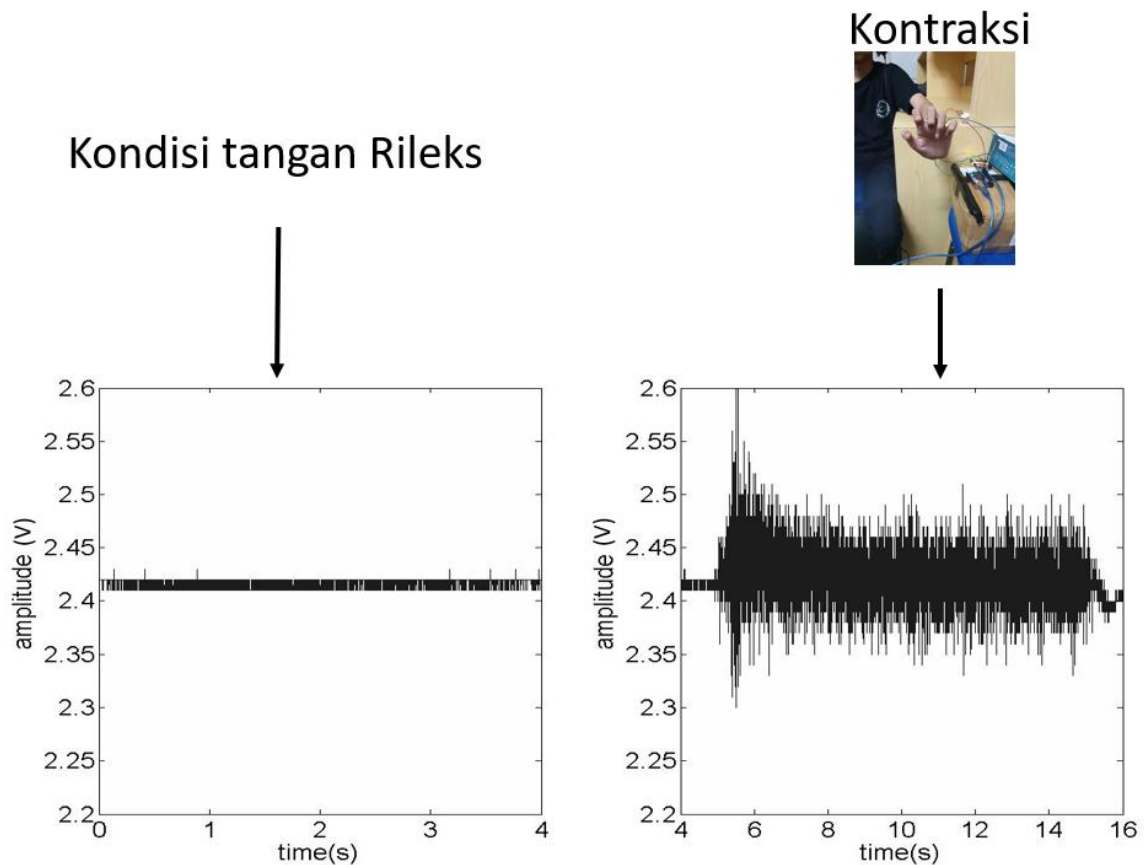 Kontraksi
Kondisi tangan Rileks
2.6
2.55
2.5
2.45
2.4
2.35
2.3
2.25
2.2
amplitude (V)
0 1 2 3 4
time(s)
2.6
2.55
2.5
2.45
2.4
2.35
2.3
2.25
2.2
amplitude (V)
4 6 8 10 12 14 16
time(s)